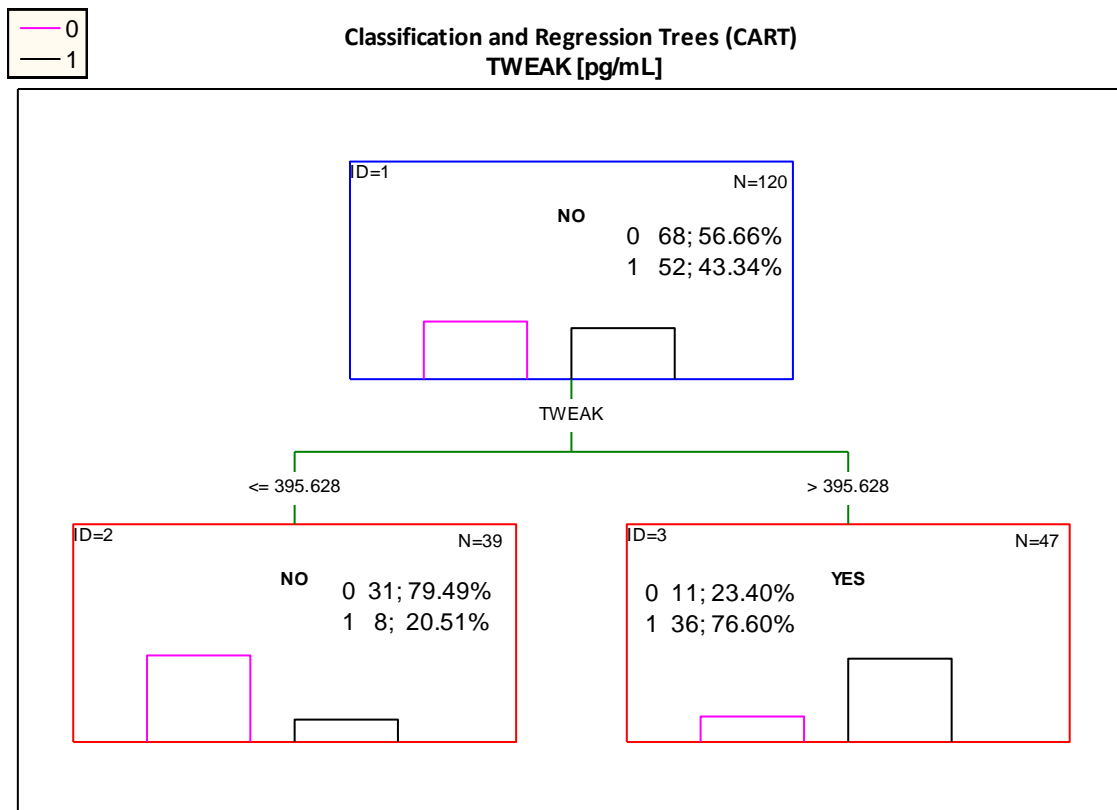 0
1
Classification and Regression Trees (CART)
TWEAK [pg/mL]
ID=1
N=120
NO
0 68; 56.66%
1 52; 43.34%
TWEAK
<= 395.628
> 395.628
ID=2
N=39
NO
0 31; 79.49%
1 8; 20.51%
ID=3
N=47
YES
0 11; 23.40%
1 36; 76.60%